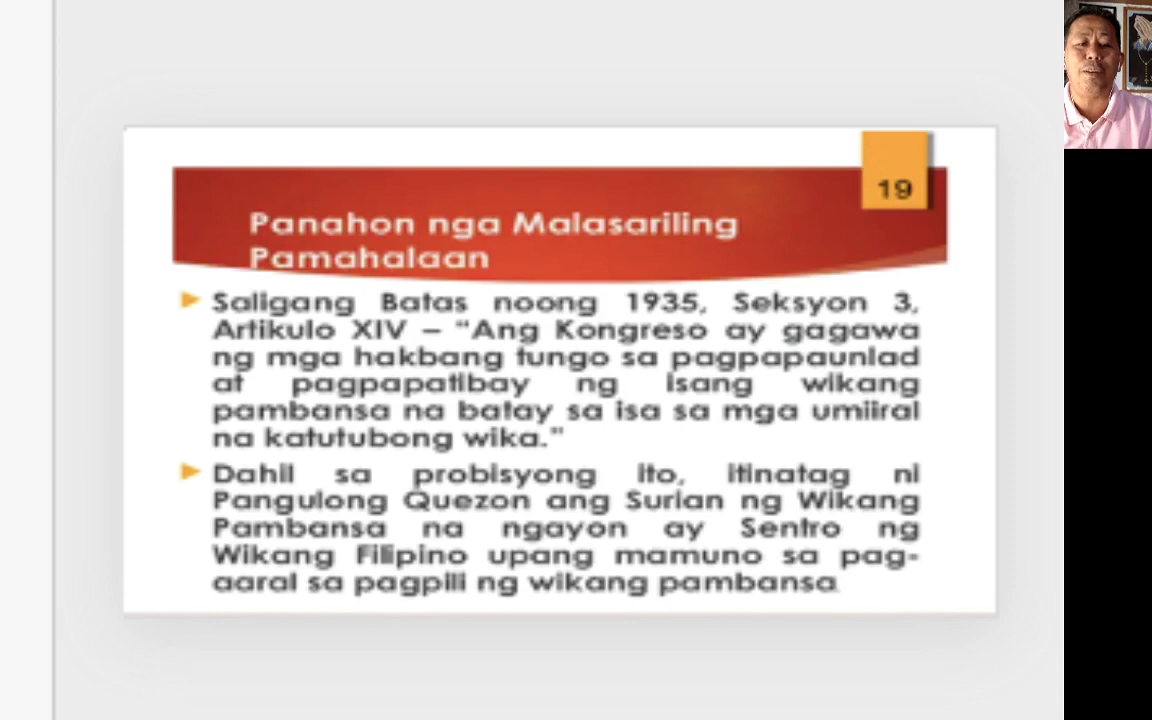 19
Panahon nga Malasariling
Pamahalaan
Saligang Batas noong 1935, Seksyon 3,
Artikulo XIV – "Ang Kongreso ay gagawa
ng mga hakbang tungo sa pagpapaunlad
at pagpapatibay ng isang wikang
pambansa na batay sa isa sa mga umiiral
na katutubong wika."
Dahil sa probisyong ito, itinatag ni
Pangulong Quezon ang Surian ng Wikang
Pambansa na ngayon ay Sentro ng
Wikang Filipino upang mamuno sa pag-
aaral sa pagpili ng wikang pambansa